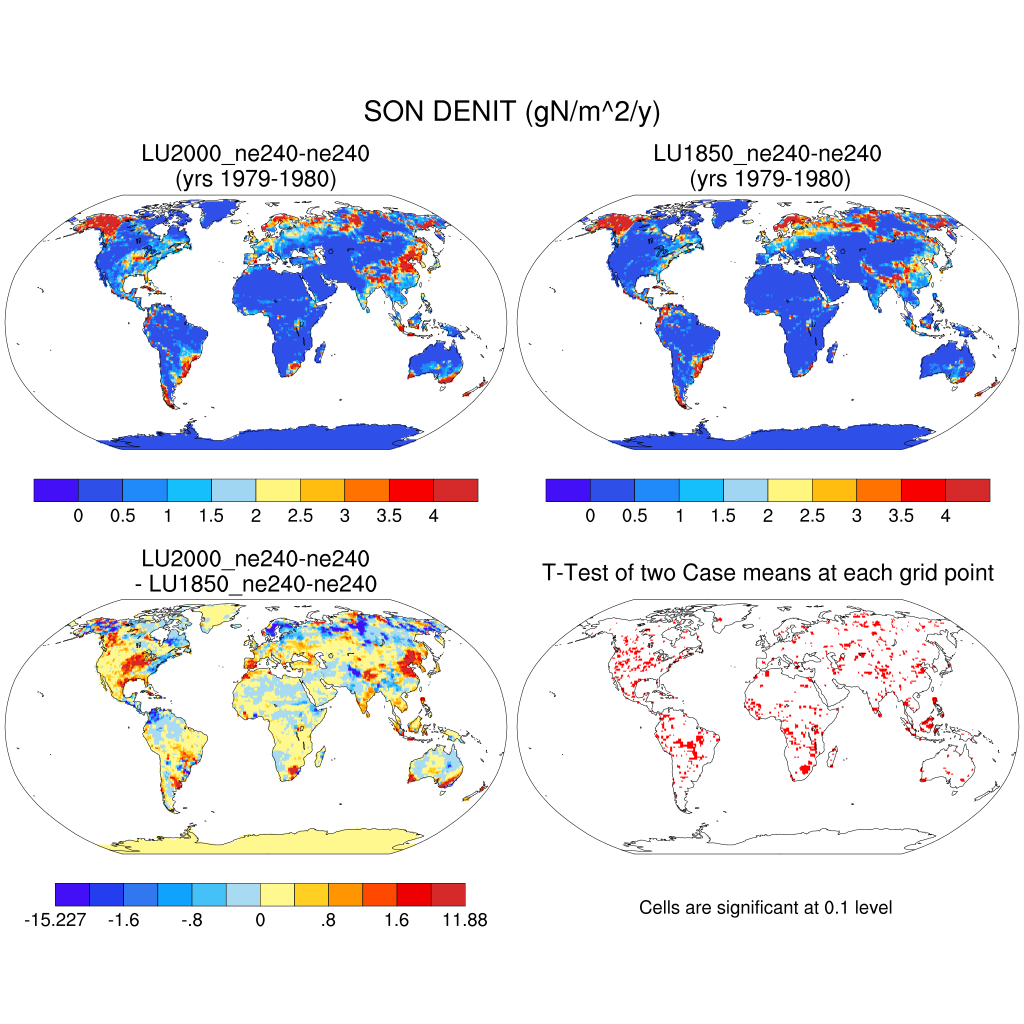 SON DENIT (gN/m^2/y)
LU2000_ne240-ne240
(yrs 1979-1980)
LU1850_ne240-ne240
(yrs 1979-1980)
0 0.5 1 1.5 2 2.5 3 3.5 4
0 0.5 1 1.5 2 2.5 3 3.5 4
LU2000_ne240-ne240
- LU1850_ne240-ne240
T-Test of two Case means at each grid point
-15.227 -1.6 -.8 0 .8 1.6 11.88
Cells are significant at 0.1 level